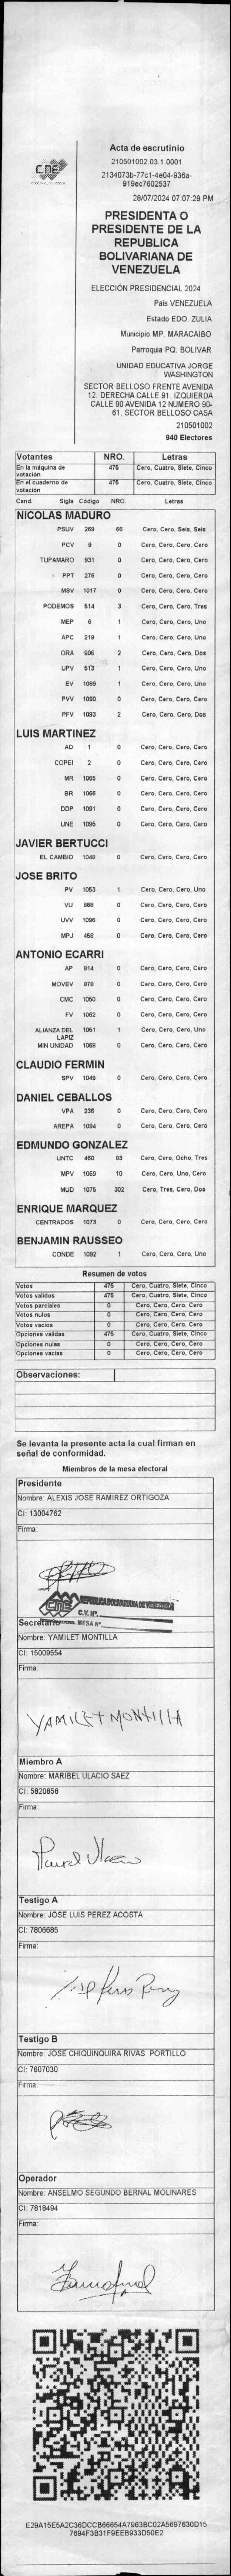 CNE
Acta de escrutinio
210501002.03.1.0001
2134073b-77c1-4e04-936a-
919ec7602537
28/07/2024 07:07:29 PM
PRESIDENTA O
PRESIDENTE DE LA
REPUBLICA
BOLIVARIANA DE
VENEZUELA
ELECCIÓN PRESIDENCIAL 2024
Pais VENEZUELA
Estado EDO. ZULIA
Municipio MP. MARACAIBO
Parroquia PQ. BOLIVAR
UNIDAD EDUCATIVA JORGE
WASHINGTON
SECTOR BELLOSO FRENTE AVENIDA
12. DERECHA CALLE 91. IZQUIERDA
CALLE 90 AVENIDA 12 NUMERO 90-
61. SECTOR BELLOSO CASA
210501002
940 Electores
Votantes NRO. Letras
En la máquina de votación 475 Cero, Cuatro, Siete, Cinco
En el cuaderno de votación 475 Cero, Cuatro, Siete, Cinco
Cand. Sigla Código NRO. Letras
NICOLAS MADURO
PSUV 269 66 Cero, Cero, Seis, Seis
PCV 9 0 Cero, Cero, Cero, Cero
TUPAMARO 931 0 Cero, Cero, Cero, Cero
PPT 276 0 Cero, Cero, Cero, Cero
MSV 1017 0 Cero, Cero, Cero, Cero
PODEMOS 514 3 Cero, Cero, Cero, Tres
MEP 6 1 Cero, Cero, Cero, Uno
APC 219 1 Cero, Cero, Cero, Uno
ORA 906 2 Cero, Cero, Cero, Dos
UPV 613 1 Cero, Cero, Cero, Uno
EV 1089 1 Cero, Cero, Cero, Uno
PVV 1090 0 Cero, Cero, Cero, Cero
PFV 1093 2 Cero, Cero, Cero, Dos
LUIS MARTINEZ
AD 1 0 Cero, Cero, Cero, Cero
COPEI 2 0 Cero, Cero, Cero, Cero
MR 1065 0 Cero, Cero, Cero, Cero
BR 1066 0 Cero, Cero, Cero, Cero
DDP 1091 0 Cero, Cero, Cero, Cero
UNE 1095 0 Cero, Cero, Cero, Cero
JAVIER BERTUCCI
EL CAMBIO 1048 0 Cero, Cero, Cero, Cero
JOSE BRITO
PV 1053 1 Cero, Cero, Cero, Uno
VU 868 0 Cero, Cero, Cero, Cero
UVV 1096 0 Cero, Cero, Cero, Cero
MPJ 458 0 Cero, Cero, Cero, Cero
ANTONIO ECARRI
AP 814 0 Cero, Cero, Cero, Cero
MOVEV 878 0 Cero, Cero, Cero, Cero
CMC 1050 0 Cero, Cero, Cero, Cero
FV 1062 0 Cero, Cero, Cero, Cero
ALIANZA DEL LAPIZ 1051 1 Cero, Cero, Cero, Uno
MIN UNIDAD 1068 0 Cero, Cero, Cero, Cero
CLAUDIO FERMIN
SPV 1049 0 Cero, Cero, Cero, Cero
DANIEL CEBALLOS
VPA 236 0 Cero, Cero, Cero, Cero
AREPA 1094 0 Cero, Cero, Cero, Cero
EDMUNDO GONZALEZ
UNTC 460 83 Cero, Cero, Ocho, Tres
MPV 1069 10 Cero, Cero, Uno, Cero
MUD 1075 302 Cero, Tres, Cero, Dos
ENRIQUE MARQUEZ
CENTRADOS 1073 0 Cero, Cero, Cero, Cero
BENJAMIN RAUSSEO
CONDE 1092 1 Cero, Cero, Cero, Uno
Resumen de votos
Votos 475 Cero, Cuatro, Siete, Cinco
Votos validos 475 Cero, Cuatro, Siete, Cinco
Votos parciales 0 Cero, Cero, Cero, Cero
Votos nulos 0 Cero, Cero, Cero, Cero
Votos vacios 0 Cero, Cero, Cero, Cero
Opciones validas 475 Cero, Cuatro, Siete, Cinco
Opciones nulas 0 Cero, Cero, Cero, Cero
Opciones vacias 0 Cero, Cero, Cero, Cero
Observaciones:
Se levanta la presente acta la cual firman en
señal de conformidad.
Miembros de la mesa electoral
Presidente
Nombre: ALEXIS JOSE RAMIREZ ORTIGOZA
CI: 13004762
Firma:
CNE REPUBLICA BOLIVARIANA DE VENEZUELA
C.V. Nº
MESA Nº
Secretario
Nombre: YAMILET MONTILLA
CI: 15009554
Firma:
YAMILET MONTILLA
Miembro A
Nombre: MARIBEL ULACIO SAEZ
CI: 5820856
Firma:
Testigo A
Nombre: JOSE LUIS PEREZ ACOSTA
CI: 7806685
Firma:
Testigo B
Nombre: JOSE CHIQUINQUIRA RIVAS PORTILLO
CI: 7607030
Firma:
Operador
Nombre: ANSELMO SEGUNDO BERNAL MOLINARES
CI: 7818494
Firma:
E29A15E5A2C36DCCB66654A7963BC02A5697630D15
7694F3B31F9EEB933D50E2